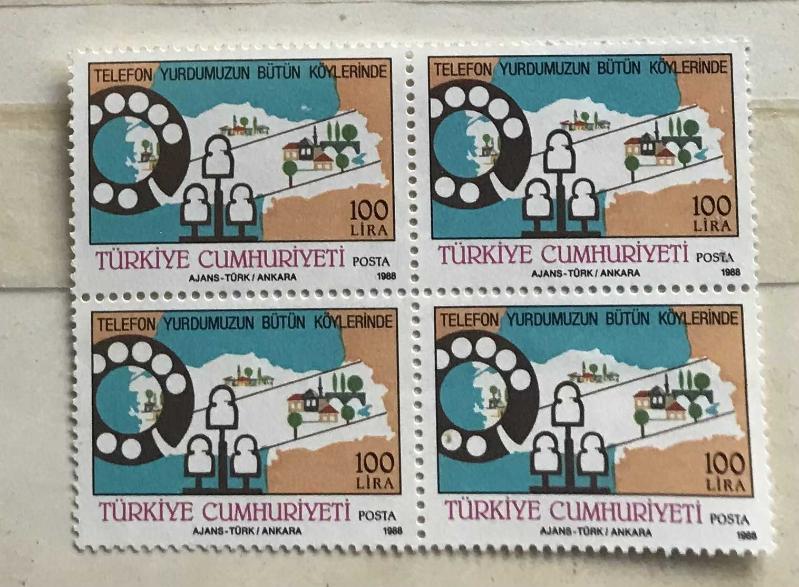 TELEFON YURDUMUZUN BÜTÜN KÖYLERİNDE
100
LİRA
TÜRKİYE CUMHURİYETİ POSTA
AJANS-TÜRK/ANKARA 1988
TELEFON YURDUMUZUN BÜTÜN KÖYLERİNDE
100
LİRA
TÜRKİYE CUMHURİYETİ POSTA
AJANS-TÜRK/ANKARA 1988
TELEFON YURDUMUZUN BÜTÜN KÖYLERİNDE
100
LİRA
TÜRKİYE CUMHURİYETİ POSTA
AJANS-TÜRK/ANKARA 1988
TELEFON YURDUMUZUN BÜTÜN KÖYLERİNDE
100
LİRA
TÜRKİYE CUMHURİYETİ POSTA
AJANS-TÜRK/ANKARA 1988